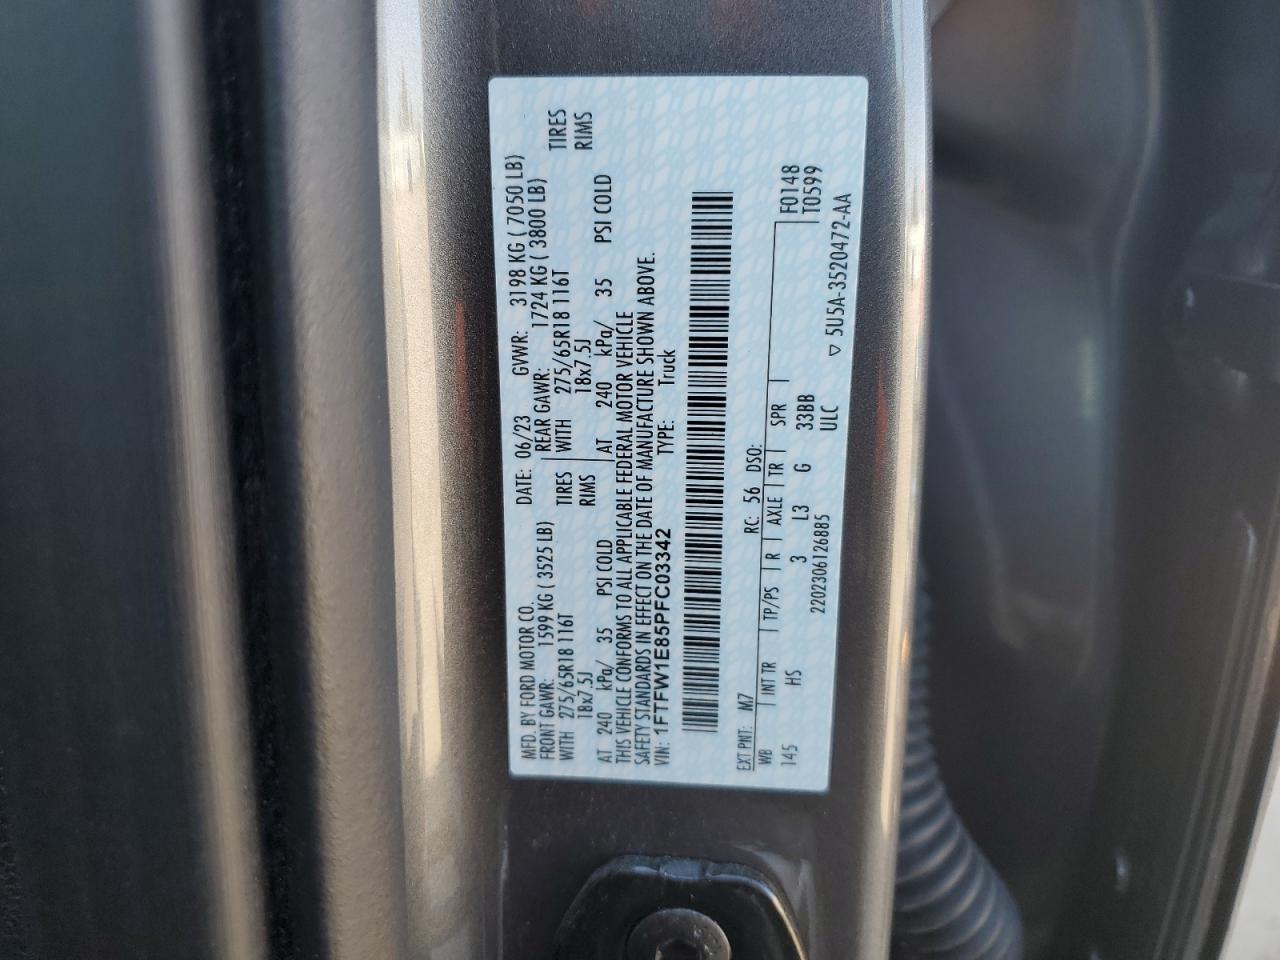 MFD. BY FORD MOTOR CO.
DATE: 06/23 GVWR: 3198 KG ( 7050 LB)
FRONT GAWR: 1599 KG ( 3525 LB) REAR GAWR: 1724 KG ( 3800 LB)
WITH 275/65R18 116T TIRES WITH 275/65R18 116T TIRES
18x7.5J RIMS 18x7.5J RIMS
AT 240 kPa/ 35 PSI COLD AT 240 kPa/ 35 PSI COLD
THIS VEHICLE CONFORMS TO ALL APPLICABLE FEDERAL MOTOR VEHICLE
SAFETY STANDARDS IN EFFECT ON THE DATE OF MANUFACTURE SHOWN ABOVE.
VIN: 1FTFW1E85PFC03342 TYPE: Truck
EXT PNT: M7 RC: 56 DSO:
WB INT TR TP/PS R AXLE TR SPR F0148
145 HS 3 L3 G 33BB T0599
2202306126885 ULC
▽ 5U5A-3520472-AA